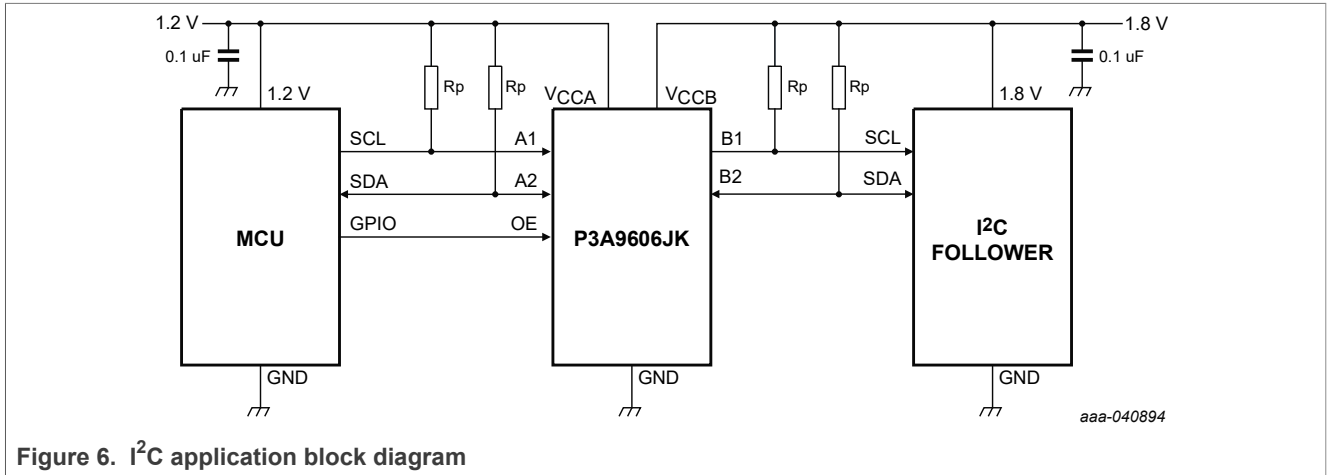 1.2 V
1.8 V
0.1 uF
0.1 uF
Rp
Rp
VCCA
VCCB
Rp
Rp
1.2 V
1.8 V
SCL
A1
B1
SCL
SDA
A2
B2
SDA
GPIO
OE
MCU
P3A9606JK
I²C
FOLLOWER
GND
GND
GND
aaa-040894
Figure 6. I²C application block diagram